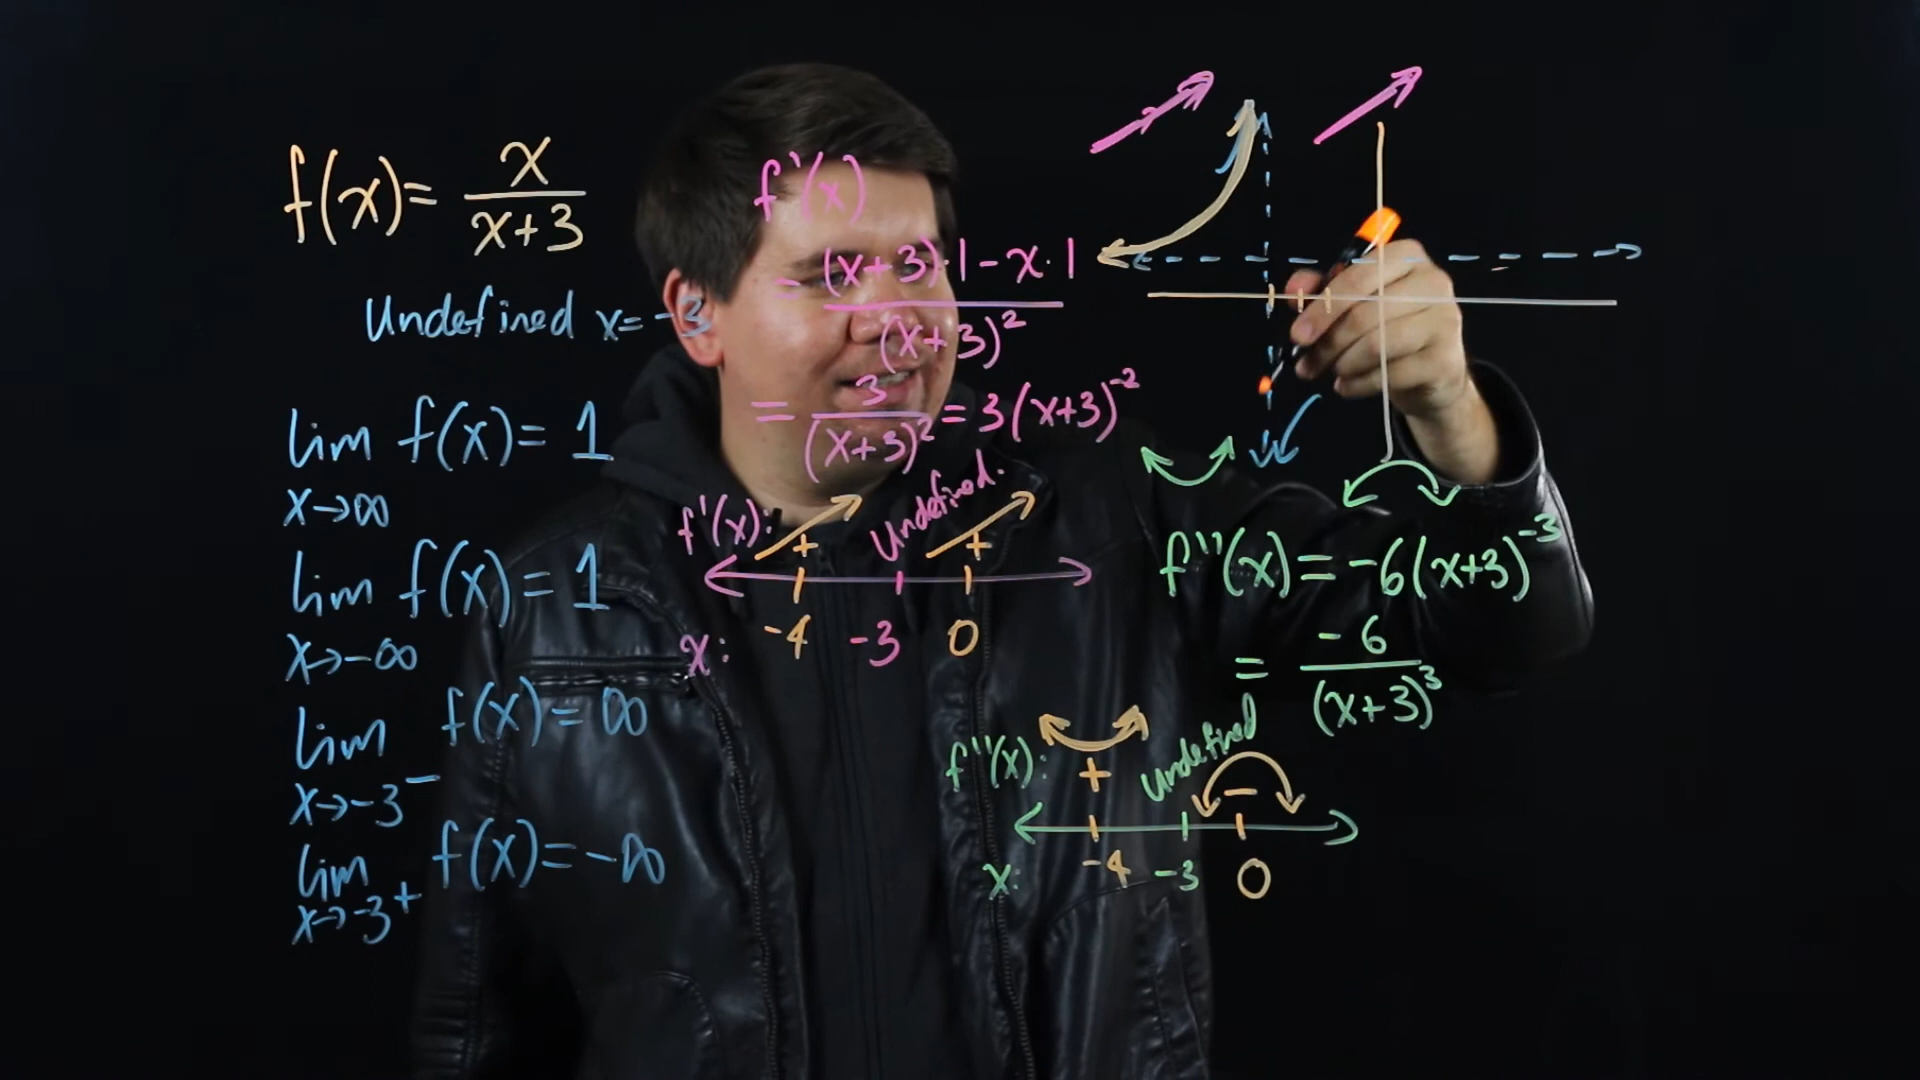 f(x) = x/(x+3)
Undefined x = -3
lim f(x) = 1
x→∞
lim f(x) = 1
x→-∞
lim f(x) = ∞
x→-3⁻
lim f(x) = -∞
x→-3⁺
f'(x)
= ((x+3)·1 - x·1)/(x+3)²
= 3/(x+3)² = 3(x+3)⁻²
f'(x): + Undefined. +
x: -4 -3 0
f''(x) = -6(x+3)⁻³
= -6/(x+3)³
f''(x): + Undefined -
x: -4 -3 0